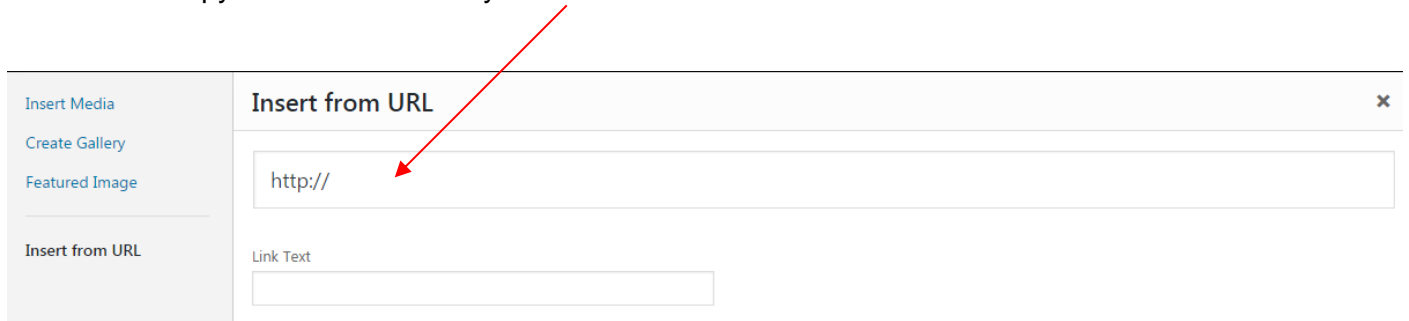 Insert Media
Create Gallery
Featured Image
Insert from URL
Insert from URL ×
http://
Link Text